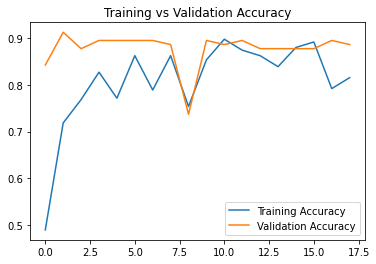 Training vs Validation Accuracy
0.9
0.8
0.7
0.6
0.5
Training Accuracy
Validation Accuracy
0.0 2.5 5.0 7.5 10.0 12.5 15.0 17.5